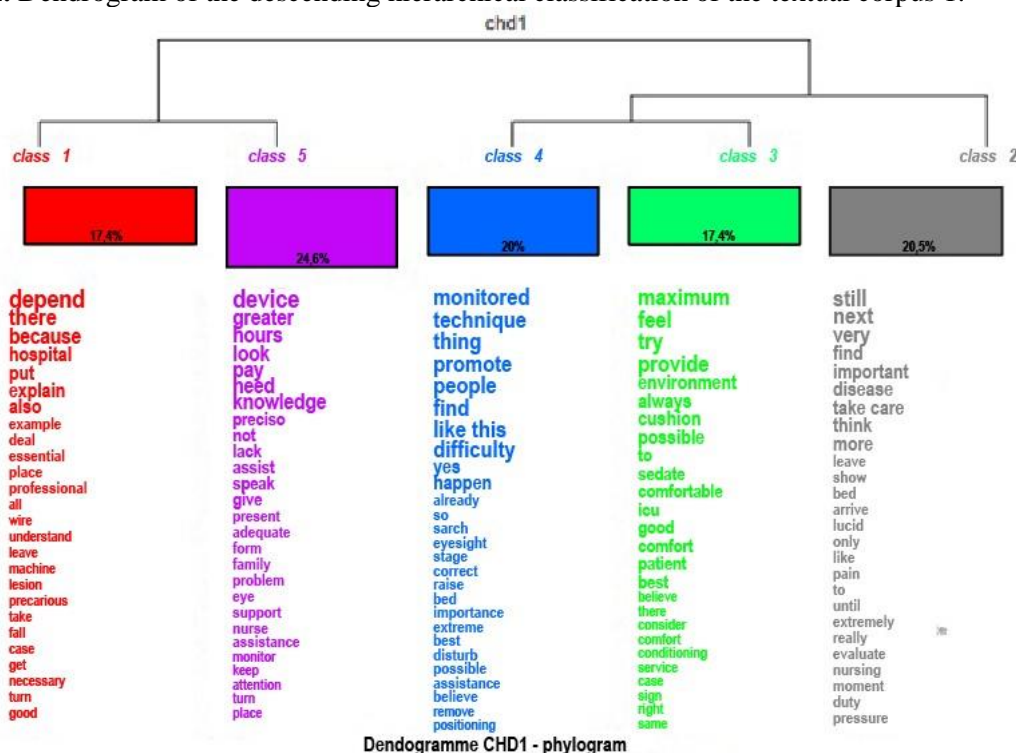 Dendrogram of the descending hierarchical classification of the textual corpus 1.
chd1
class 1
class 5
class 4
class 3
class 2
17,4%
24,6%
20%
17,4%
20,5%
depend
there
because
hospital
put
explain
also
example
deal
essential
place
professional
all
wire
understand
leave
machine
lesion
precarious
take
fall
case
get
necessary
turn
good
device
greater
hours
look
pay
need
knowledge
preciso
not
lack
assist
speak
give
present
adequate
form
family
problem
eye
support
nurse
assistance
monitor
keep
attention
turn
place
monitored
technique
thing
promote
people
find
like this
difficulty
yes
happen
already
so
sarch
eyesight
stage
correct
raise
bed
importance
extreme
best
disturb
possible
assistance
believe
remove
positioning
maximum
feel
try
provide
environment
always
cushion
possible
to
sedate
comfortable
icu
good
comfort
patient
best
believe
there
consider
comfort
conditioning
service
case
sign
right
same
still
next
very
find
important
disease
take care
think
more
leave
show
bed
arrive
lucid
only
like
pain
to
until
extremely
really
evaluate
nursing
moment
duty
pressure
Dendogramme CHD1 - phylogram